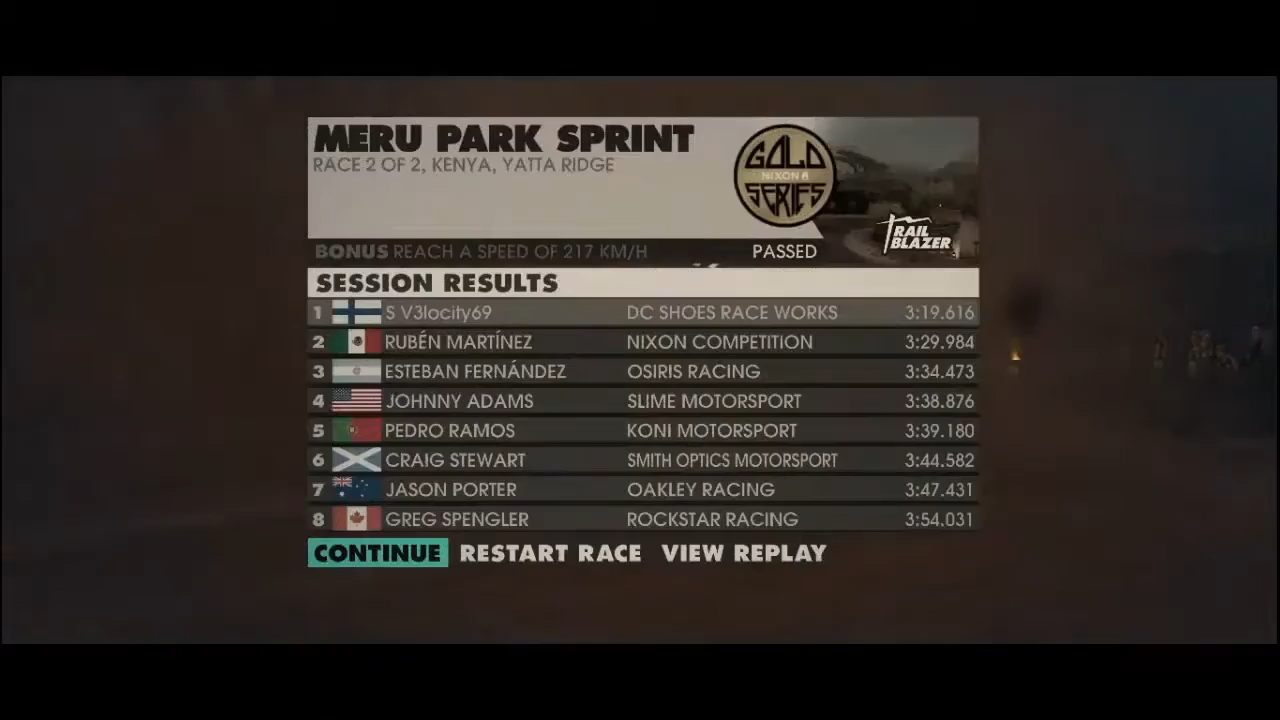 MERU PARK SPRINT
RACE 2 OF 2, KENYA, YATTA RIDGE
GOLD
NIXON 6
SERIES
TRAIL
BLAZER
BONUS REACH A SPEED OF 217 KM/H PASSED
SESSION RESULTS
1 S V3locity69 DC SHOES RACE WORKS 3:19.616
2 RUBÉN MARTÍNEZ NIXON COMPETITION 3:29.984
3 ESTEBAN FERNÁNDEZ OSIRIS RACING 3:34.473
4 JOHNNY ADAMS SLIME MOTORSPORT 3:38.876
5 PEDRO RAMOS KONI MOTORSPORT 3:39.180
6 CRAIG STEWART SMITH OPTICS MOTORSPORT 3:44.582
7 JASON PORTER OAKLEY RACING 3:47.431
8 GREG SPENGLER ROCKSTAR RACING 3:54.031
CONTINUE RESTART RACE VIEW REPLAY